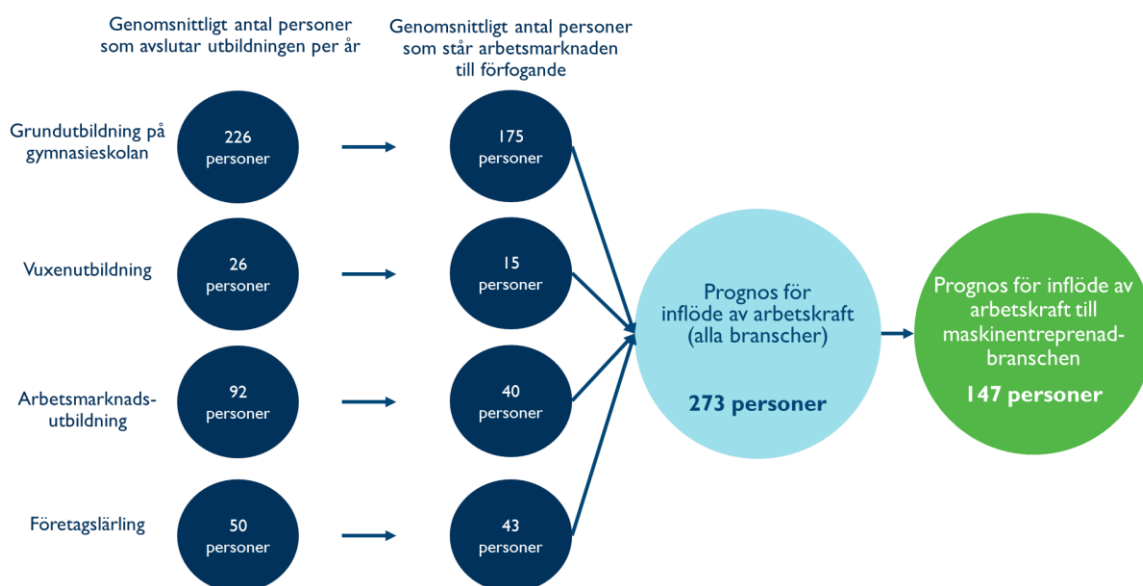 Genomsnittligt antal personer
som avslutar utbildningen per år
Genomsnittligt antal personer
som står arbetsmarknaden
till förfogande
Grundutbildning på
gymnasieskolan
226
personer
175
personer
Vuxenutbildning
26
personer
15
personer
Arbetsmarknads-
utbildning
92
personer
40
personer
Företagslärling
50
personer
43
personer
Prognos för
inflöde av arbetskraft
(alla branscher)
273 personer
Prognos för inflöde av
arbetskraft till
maskinentreprenad-
branschen
147 personer